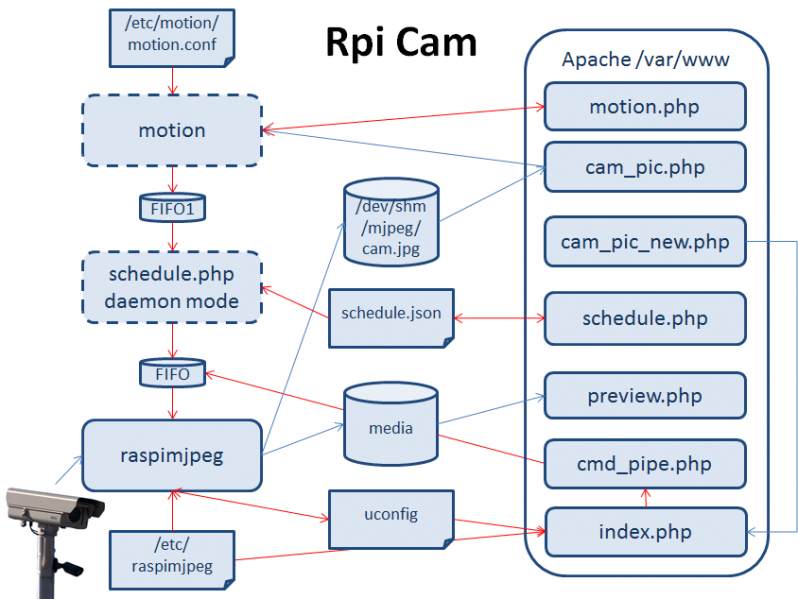 /etc/motion/
motion.conf
Rpi Cam
Apache /var/www
motion
motion.php
cam_pic.php
FIFO1
/dev/shm
/mjpeg/
cam.jpg
cam_pic_new.php
schedule.php
daemon mode
schedule.json
schedule.php
FIFO
media
preview.php
raspimjpeg
cmd_pipe.php
uconfig
index.php
/etc/
raspimjpeg